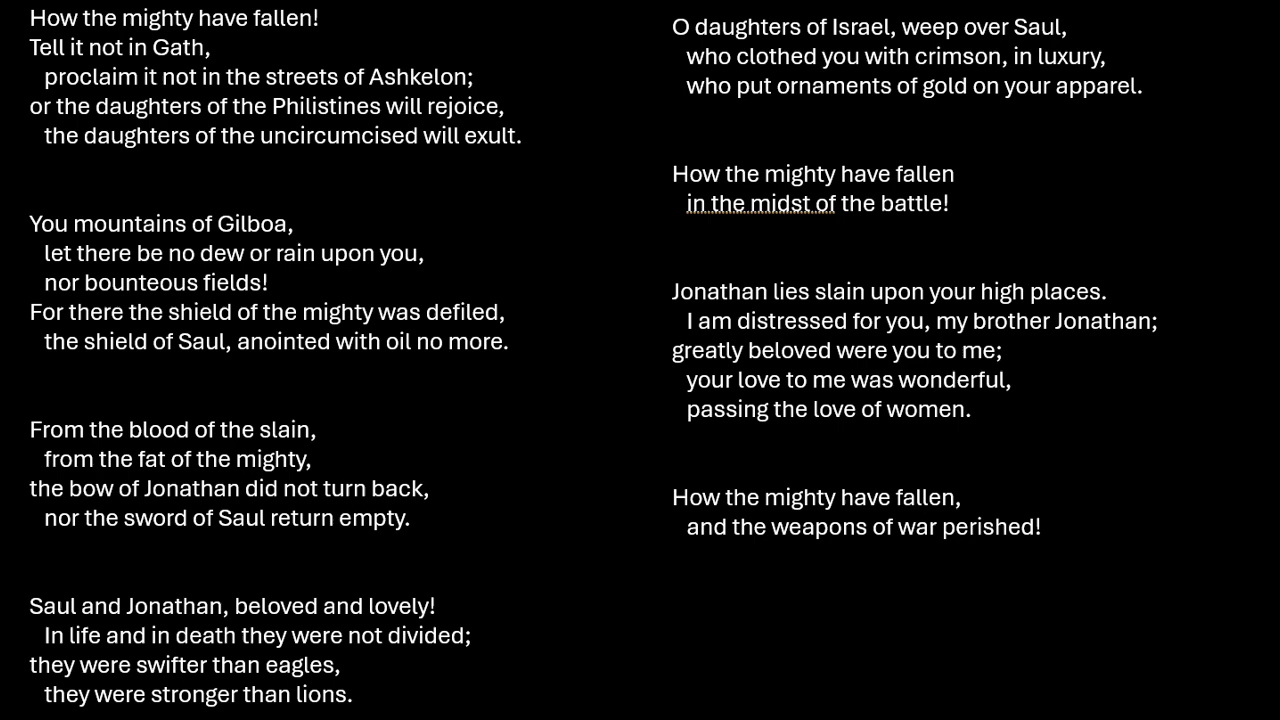 How the mighty have fallen!
Tell it not in Gath,
proclaim it not in the streets of Ashkelon;
or the daughters of the Philistines will rejoice,
the daughters of the uncircumcised will exult.
You mountains of Gilboa,
let there be no dew or rain upon you,
nor bounteous fields!
For there the shield of the mighty was defiled,
the shield of Saul, anointed with oil no more.
From the blood of the slain,
from the fat of the mighty,
the bow of Jonathan did not turn back,
nor the sword of Saul return empty.
Saul and Jonathan, beloved and lovely!
In life and in death they were not divided;
they were swifter than eagles,
they were stronger than lions.
O daughters of Israel, weep over Saul,
who clothed you with crimson, in luxury,
who put ornaments of gold on your apparel.
How the mighty have fallen
in the midst of the battle!
Jonathan lies slain upon your high places.
I am distressed for you, my brother Jonathan;
greatly beloved were you to me;
your love to me was wonderful,
passing the love of women.
How the mighty have fallen,
and the weapons of war perished!